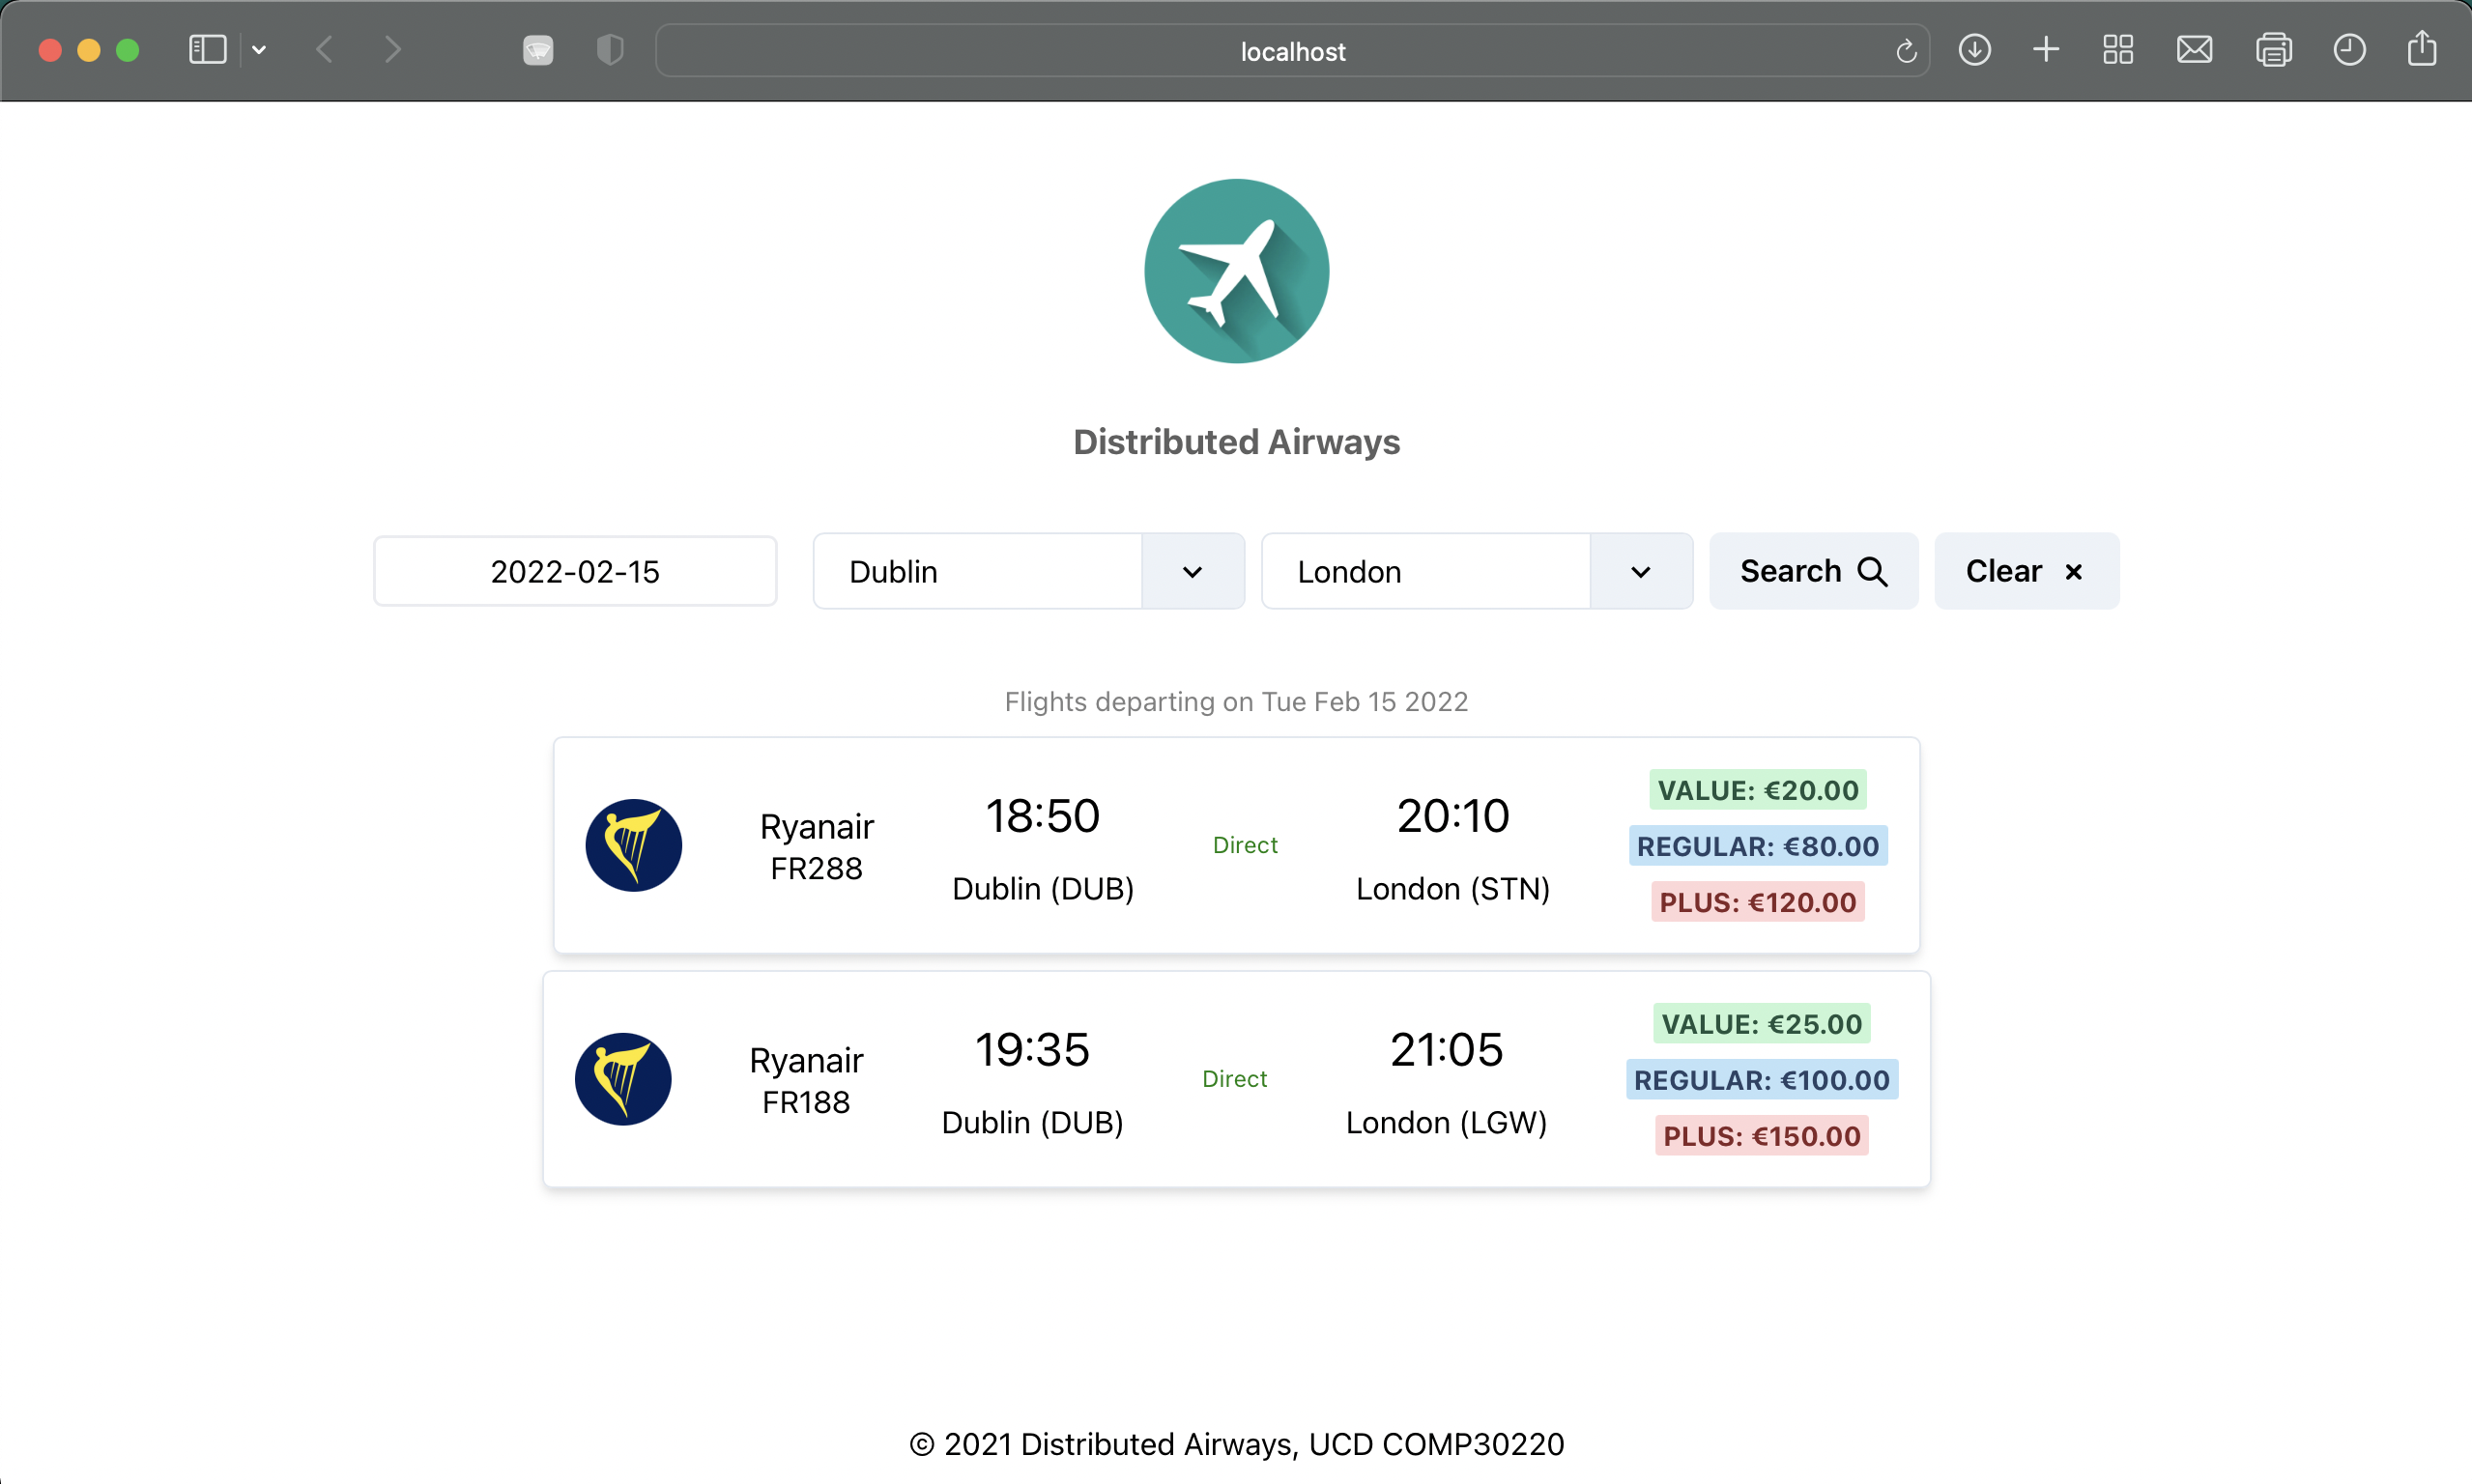 localhost
Distributed Airways
2022-02-15
Dublin
London
Search
Clear
Flights departing on Tue Feb 15 2022
Ryanair
FR288
18:50
Dublin (DUB)
Direct
20:10
London (STN)
VALUE: €20.00
REGULAR: €80.00
PLUS: €120.00
Ryanair
FR188
19:35
Dublin (DUB)
Direct
21:05
London (LGW)
VALUE: €25.00
REGULAR: €100.00
PLUS: €150.00
© 2021 Distributed Airways, UCD COMP30220